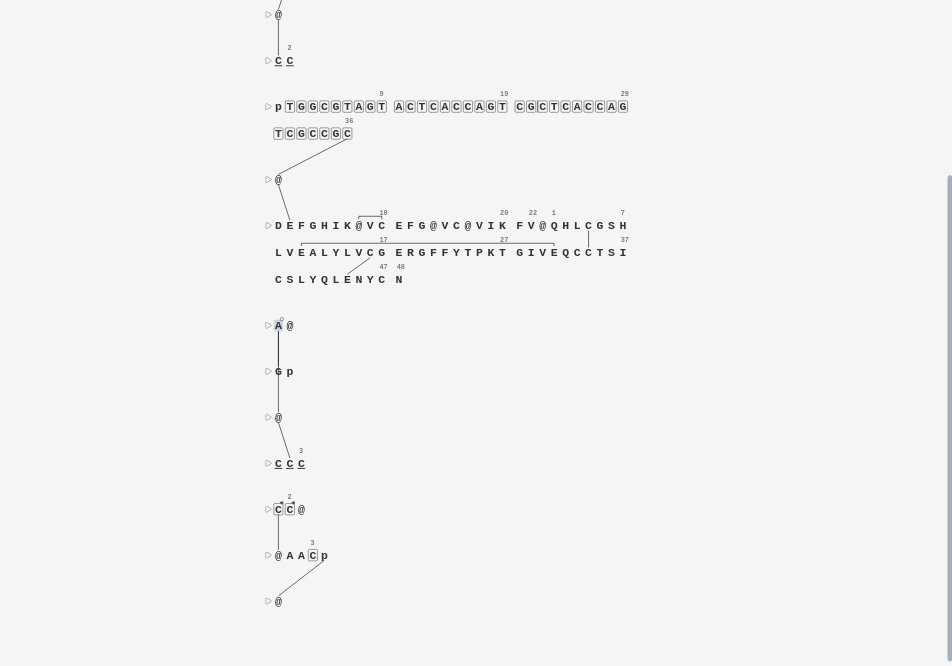 @
2
C C
9 19 29
p T G G C G T A G T A C T C A C C A G T C G C T C A C C A G
36
T C G C C G C
@
10 20 22 1 7
D E F G H I K @ V C E F G @ V C @ V I K F V @ Q H L C G S H
17 27 37
L V E A L Y L V C G E R G F F Y T P K T G I V E Q C C T S I
47 48
C S L Y Q L E N Y C N
A @
G p
@
3
C C C
2
C C @
3
@ A A C p
@